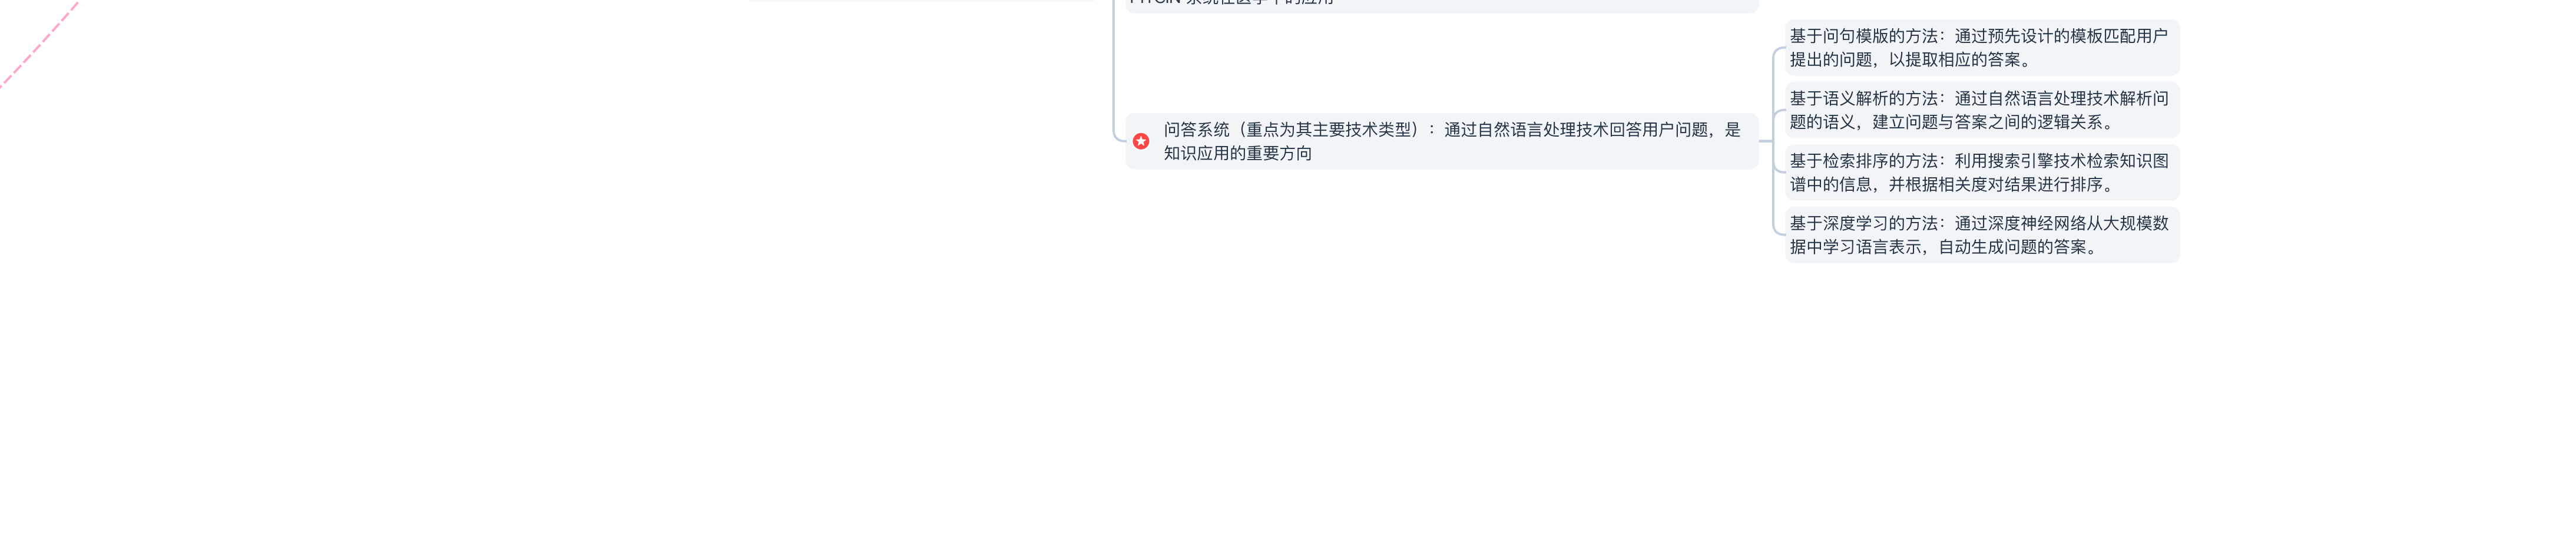 系统在医学中的应用
问答系统（重点为其主要技术类型）：通过自然语言处理技术回答用户问题，是
知识应用的重要方向
基于问句模版的方法：通过预先设计的模板匹配用户
提出的问题，以提取相应的答案。
基于语义解析的方法：通过自然语言处理技术解析问
题的语义，建立问题与答案之间的逻辑关系。
基于检索排序的方法：利用搜索引擎技术检索知识图
谱中的信息，并根据相关度对结果进行排序。
基于深度学习的方法：通过深度神经网络从大规模数
据中学习语言表示，自动生成问题的答案。